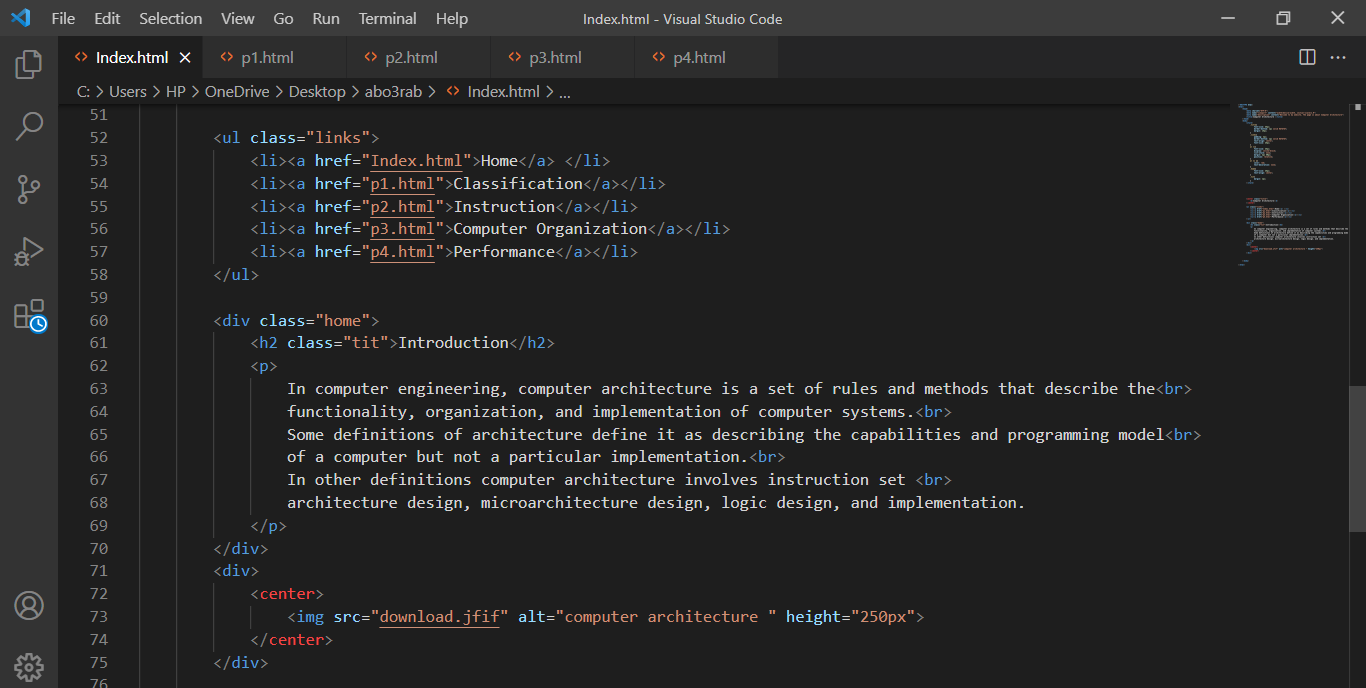 File Edit Selection View Go Run Terminal Help Index.html - Visual Studio Code
Index.html p1.html p2.html p3.html p4.html
C: > Users > HP > OneDrive > Desktop > abo3rab > Index.html > ...
51
52 <ul class="links">
53 <li><a href="Index.html">Home</a> </li>
54 <li><a href="p1.html">Classification</a></li>
55 <li><a href="p2.html">Instruction</a></li>
56 <li><a href="p3.html">Computer Organization</a></li>
57 <li><a href="p4.html">Performance</a></li>
58 </ul>
59
60 <div class="home">
61 <h2 class="tit">Introduction</h2>
62 <p>
63 In computer engineering, computer architecture is a set of rules and methods that describe the<br>
64 functionality, organization, and implementation of computer systems.<br>
65 Some definitions of architecture define it as describing the capabilities and programming model<br>
66 of a computer but not a particular implementation.<br>
67 In other definitions computer architecture involves instruction set <br>
68 architecture design, microarchitecture design, logic design, and implementation.
69 </p>
70 </div>
71 <div>
72 <center>
73 <img src="download.jfif" alt="computer architecture " height="250px">
74 </center>
75 </div>
76